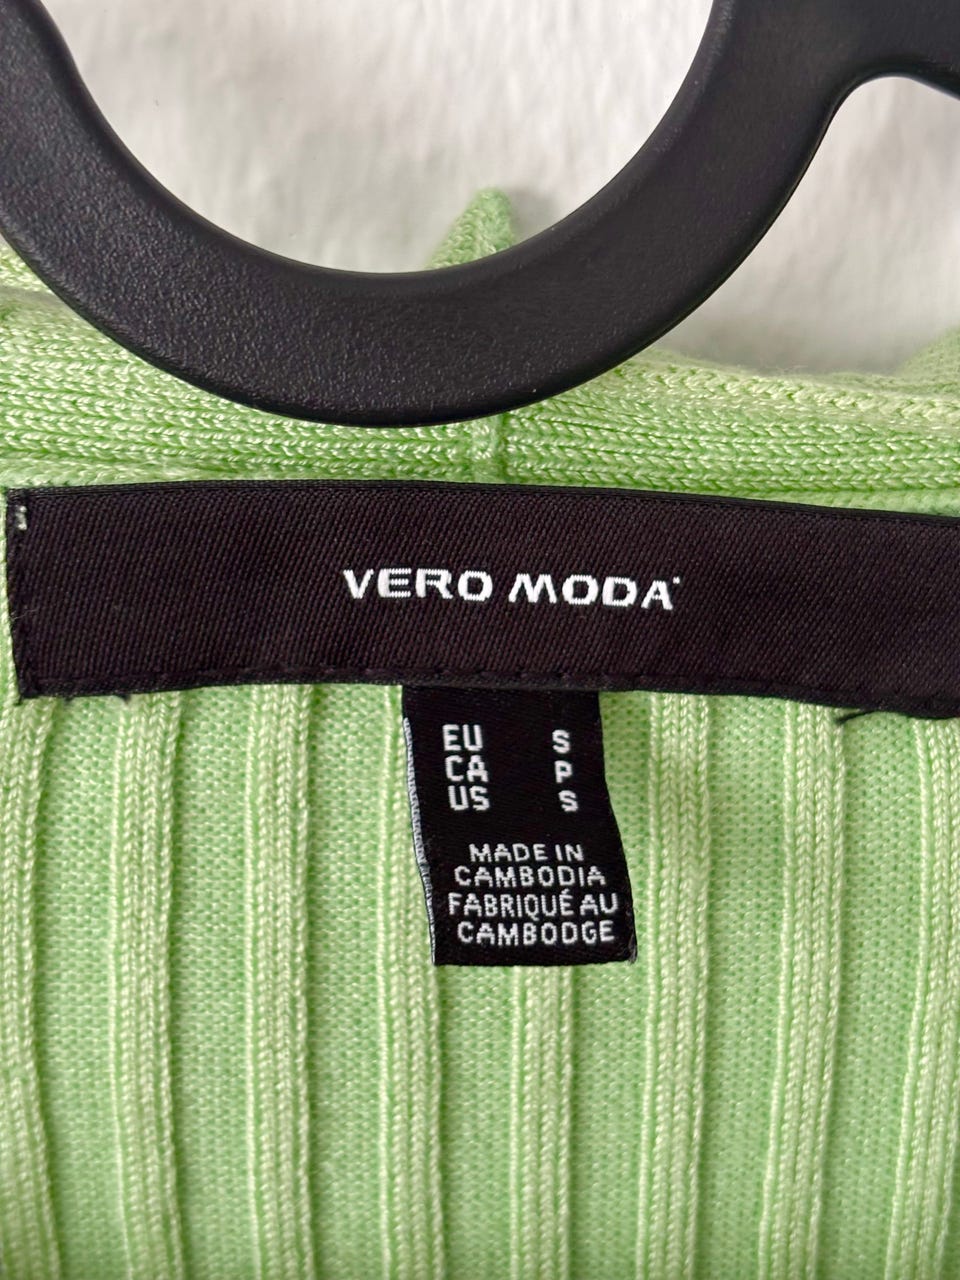 VERO MODA
EU S
CA P
US S
MADE IN
CAMBODIA
FABRIQUÉ AU
CAMBODGE